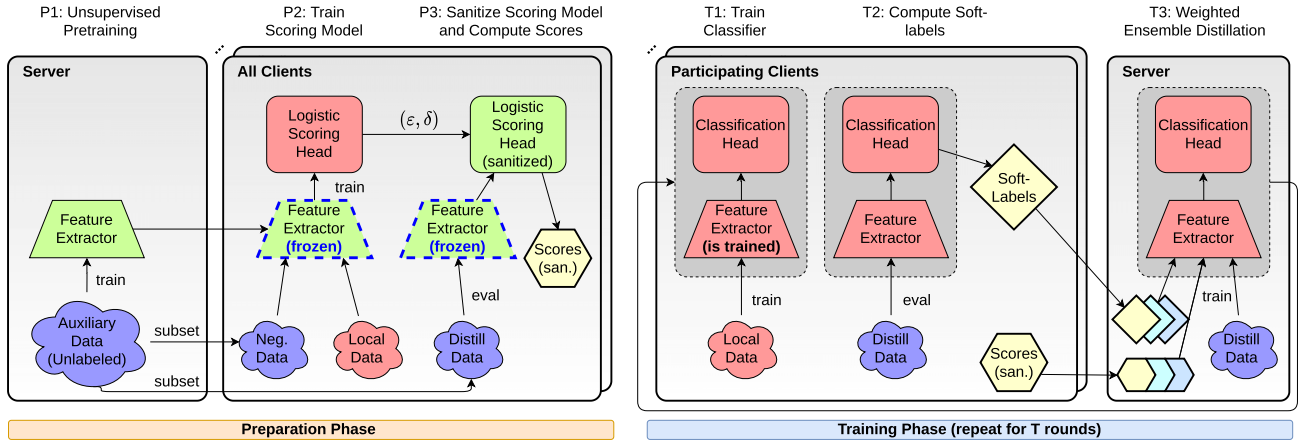 P1: Unsupervised
Pretraining
P2: Train
Scoring Model
P3: Sanitize Scoring Model
and Compute Scores
Server
Feature
Extractor
train
Auxiliary
Data
(Unlabeled)
subset
subset
All Clients
Logistic
Scoring
Head
(ε, δ)
Logistic
Scoring
Head
(sanitized)
train
Feature
Extractor
(frozen)
Feature
Extractor
(frozen)
Scores
(san.)
eval
Neg.
Data
Local
Data
Distill
Data
Preparation Phase
T1: Train
Classifier
T2: Compute Soft-
labels
T3: Weighted
Ensemble Distillation
Participating Clients
Classification
Head
Feature
Extractor
(is trained)
train
Local
Data
Classification
Head
Feature
Extractor
eval
Distill
Data
Soft-
Labels
Scores
(san.)
Server
Classification
Head
Feature
Extractor
train
Distill
Data
Training Phase (repeat for T rounds)